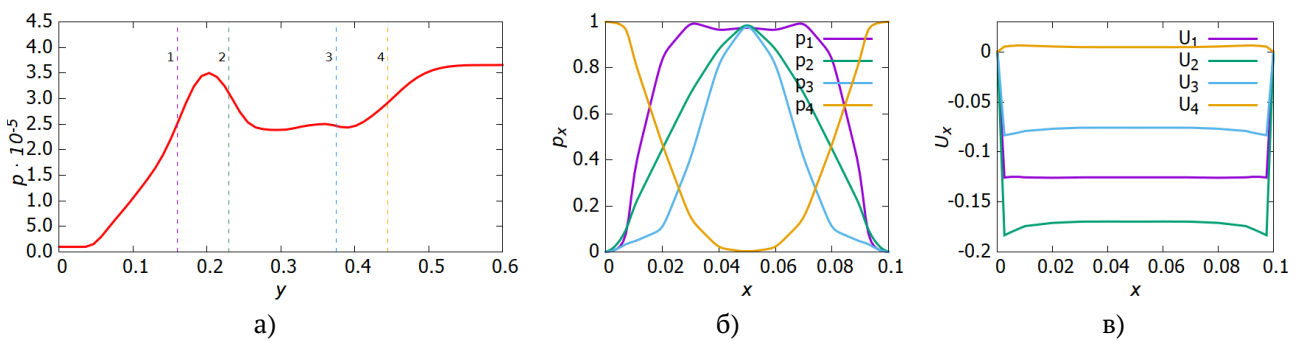 4.5
4.0
3.5
3.0
2.5
2.0
1.5
1.0
5.0
0.0
p · 10⁻⁵
1
2
3
4
0
0.1
0.2
0.3
0.4
0.5
0.6
y
а)
1
0.8
0.6
0.4
0.2
0
pₓ
p₁
p₂
p₃
p₄
0
0.02
0.04
0.06
0.08
0.1
x
б)
0
-0.05
-0.1
-0.15
-0.2
Uₓ
U₁
U₂
U₃
U₄
0
0.02
0.04
0.06
0.08
0.1
x
в)